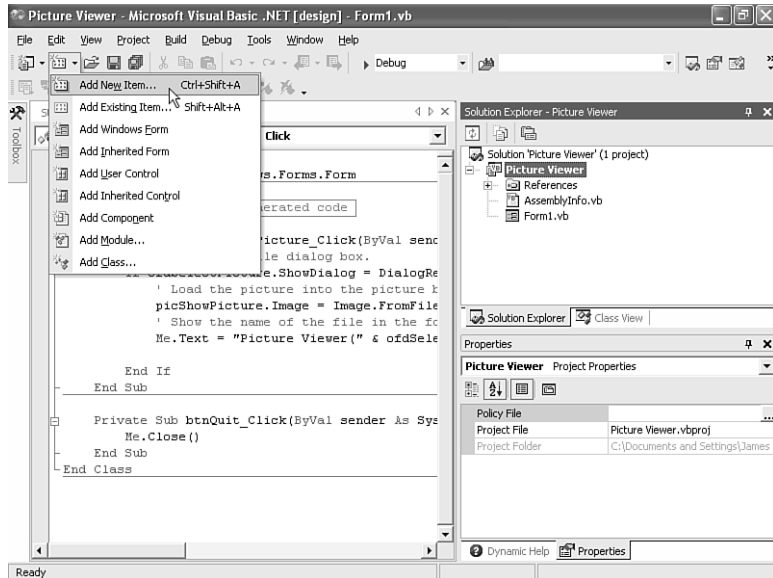 Picture Viewer - Microsoft Visual Basic .NET [design] - Form1.vb
File Edit View Project Build Debug Tools Window Help
Debug
Add New Item... Ctrl+Shift+A
Add Existing Item... Shift+Alt+A
Add Windows Form
Add Inherited Form
Add User Control
Add Inherited Control
Add Component
Add Module...
Add Class...
Toolbox
Click
s.Forms.Form
erated code
Picture_Click(ByVal send
le dialog box.
.ShowDialog = DialogRe
' Load the picture into the picture b
picShowPicture.Image = Image.FromFile
' Show the name of the file in the fo
Me.Text = "Picture Viewer(" & ofdSele
End If
End Sub
Private Sub btnQuit_Click(ByVal sender As Sys
Me.Close()
End Sub
End Class
Solution Explorer - Picture Viewer
Solution 'Picture Viewer' (1 project)
Picture Viewer
References
AssemblyInfo.vb
Form1.vb
Solution Explorer Class View
Properties
Picture Viewer Project Properties
Policy File
Project File Picture Viewer.vbproj
Project Folder C:\Documents and Settings\James
Dynamic Help Properties
Ready